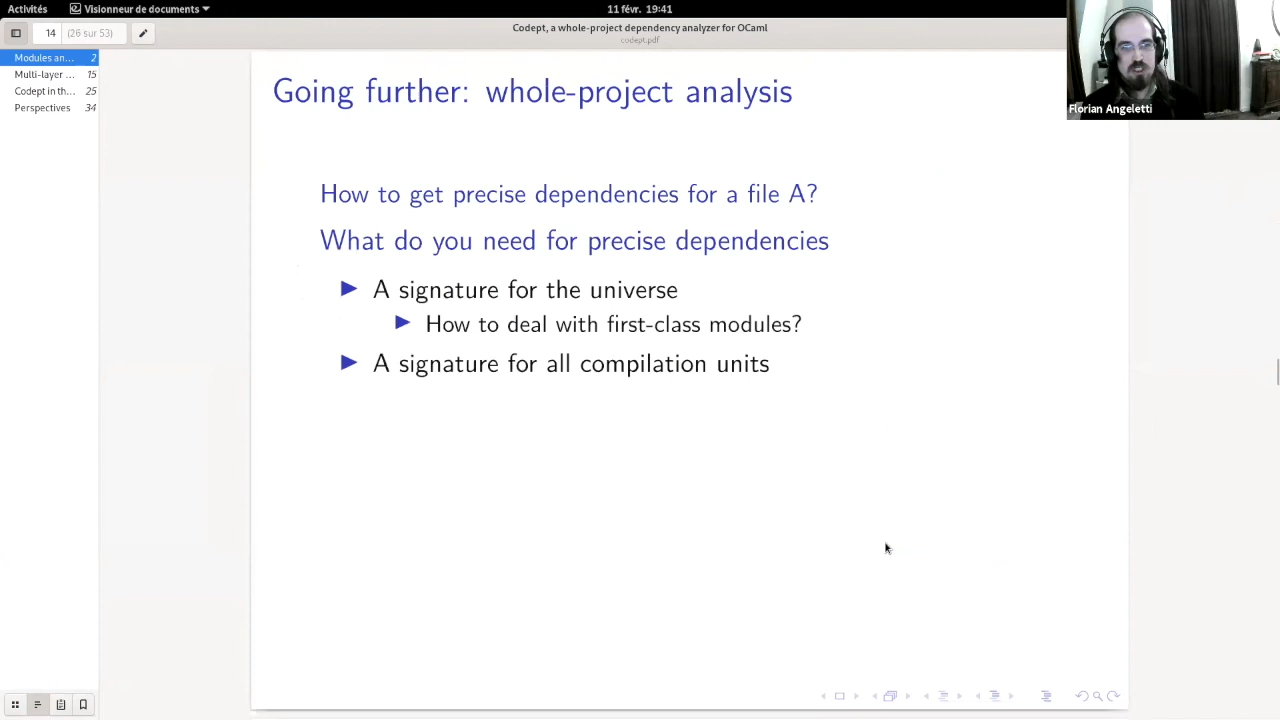 Activités
Visionneur de documents
11 févr. 19:41
14
(26 sur 53)
Codept, a whole-project dependency analyzer for OCaml
codept.pdf
Modules an... 2
Multi-layer ... 15
Codept in th... 25
Perspectives 34
Florian Angeletti
Going further: whole-project analysis
How to get precise dependencies for a file A?
What do you need for precise dependencies
A signature for the universe
How to deal with first-class modules?
A signature for all compilation units